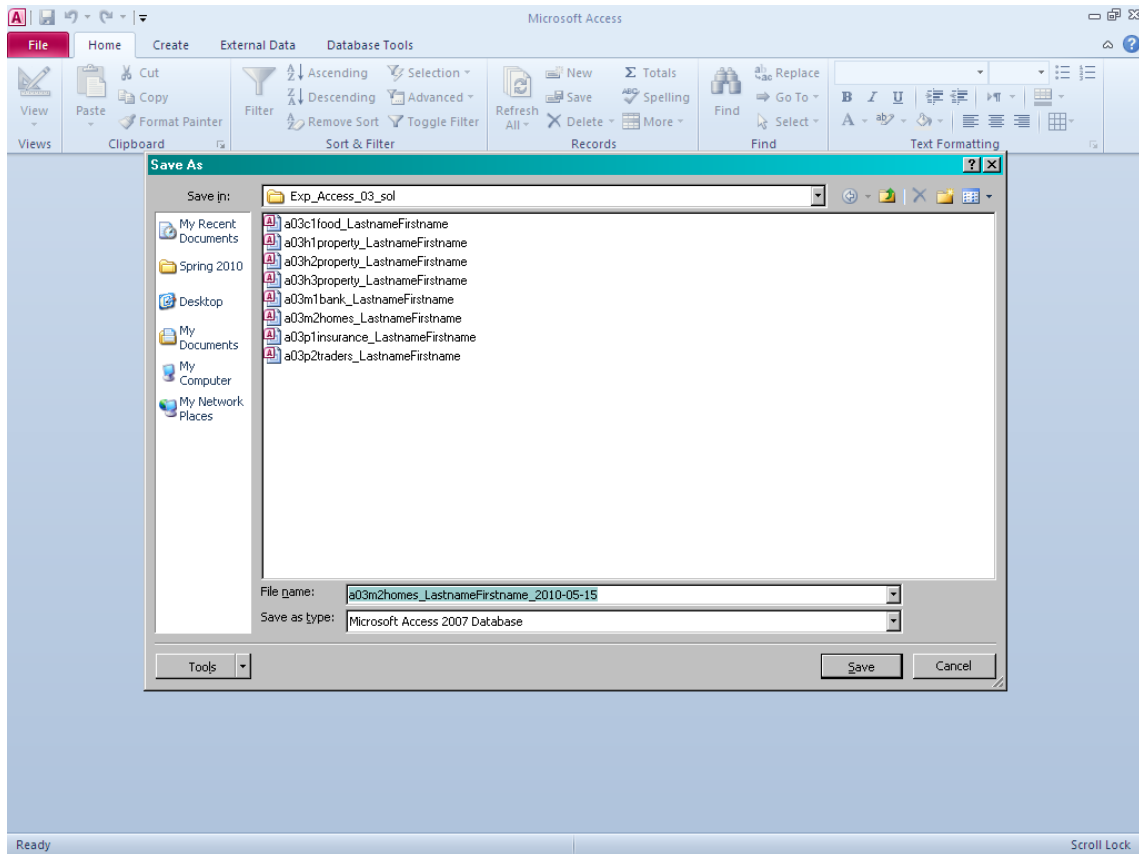 Microsoft Access
File Home Create External Data Database Tools
View
Views
Paste
Cut
Copy
Format Painter
Clipboard
Filter
Ascending
Descending
Remove Sort
Selection
Advanced
Toggle Filter
Sort & Filter
Refresh
All
New
Save
Delete
Σ Totals
Spelling
More
Records
Find
Replace
Go To
Select
Find
B I U
A
Text Formatting
Save As
Save in: Exp_Access_03_sol
My Recent
Documents
Spring 2010
Desktop
My
Documents
My
Computer
My Network
Places
a03c1food_LastnameFirstname
a03h1property_LastnameFirstname
a03h2property_LastnameFirstname
a03h3property_LastnameFirstname
a03m1bank_LastnameFirstname
a03m2homes_LastnameFirstname
a03p1insurance_LastnameFirstname
a03p2traders_LastnameFirstname
File name: a03m2homes_LastnameFirstname_2010-05-15
Save as type: Microsoft Access 2007 Database
Tools Save Cancel
Ready Scroll Lock